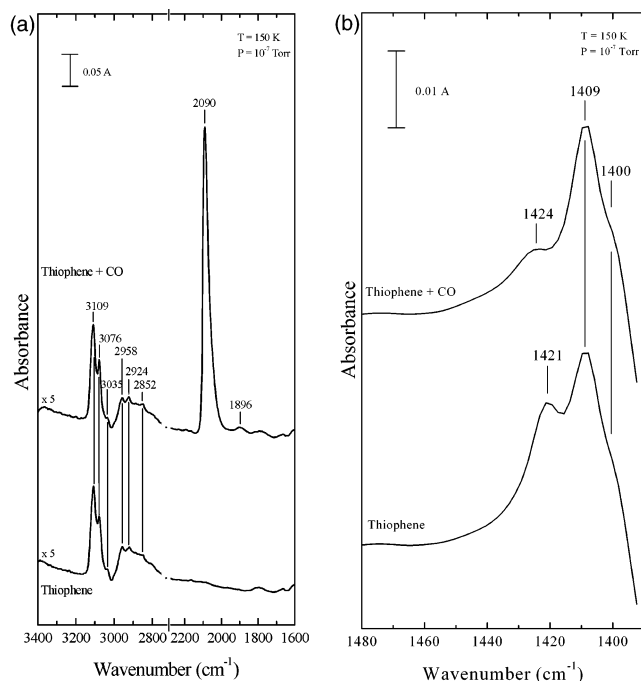 (a)
T = 150 K
P = 10⁻⁷ Torr
0.05 A
2090
Thiophene + CO
3109
3076
3035
2958
2924
2852
1896
x 5
x 5
Thiophene
Absorbance
3400 3200 3000 2800 2200 2000 1800 1600
Wavenumber (cm⁻¹)
(b)
T = 150 K
P = 10⁻⁷ Torr
0.01 A
1409
1400
1424
Thiophene + CO
1421
Thiophene
Absorbance
1480 1460 1440 1420 1400
Wavenumber (cm⁻¹)